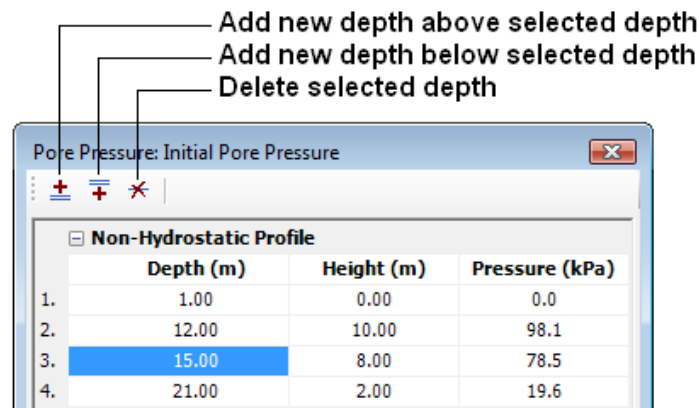 Add new depth above selected depth
Add new depth below selected depth
Delete selected depth
Pore Pressure: Initial Pore Pressure
Non-Hydrostatic Profile
Depth (m) Height (m) Pressure (kPa)
1. 1.00 0.00 0.0
2. 12.00 10.00 98.1
3. 15.00 8.00 78.5
4. 21.00 2.00 19.6